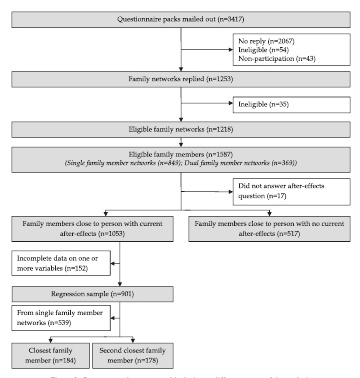 Questionnaire packs mailed out (n=3417)
No reply (n=2067)
Ineligible (n=54)
Non-participation (n=43)
Family networks replied (n=1253)
Ineligible (n=35)
Eligible family networks (n=1218)
Eligible family members (n=1587)
(Single family member networks (n=849); Dual family member networks (n=369))
Did not answer after-effects
question (n=17)
Family members close to person with current
after-effects (n=1053)
Family members close to person with no current
after-effects (n=517)
Incomplete data on one or
more variables (n=152)
Regression sample (n=901)
From single family member
networks (n=539)
Closest family
member (n=184)
Second closest family
member (n=178)